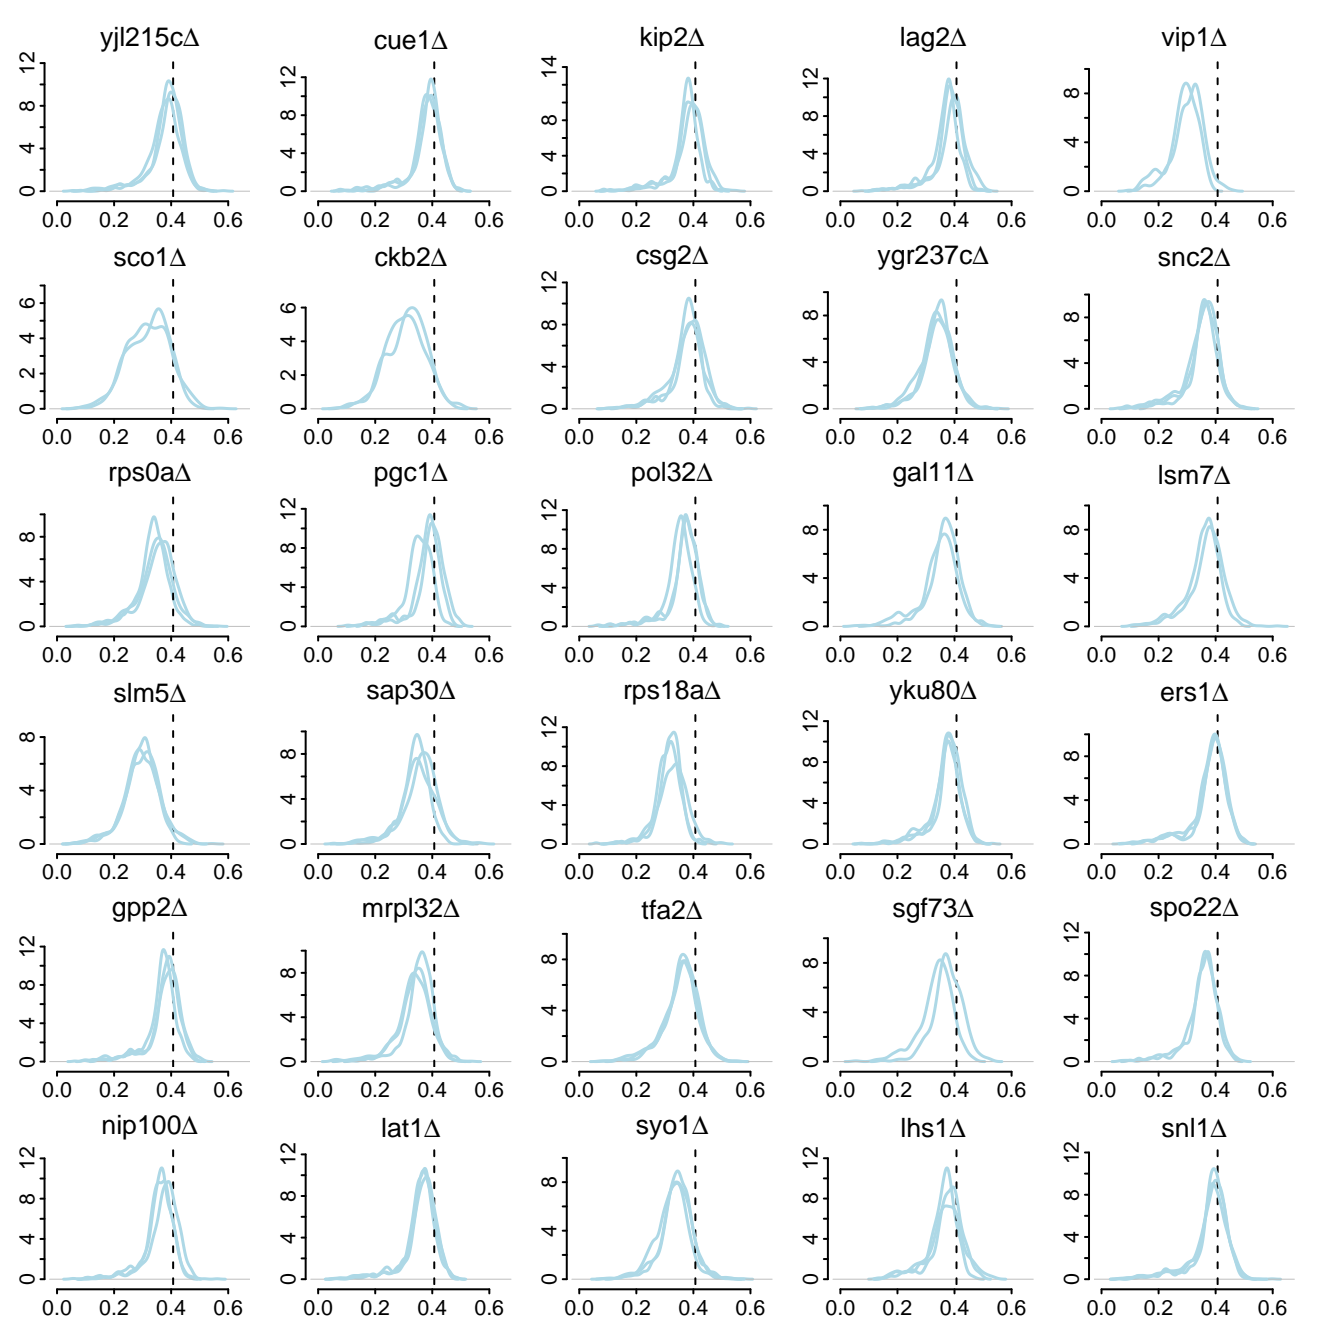 yjl215cΔ cue1Δ kip2Δ lag2Δ vip1Δ
0 4 8 12 0 4 8 12 0 4 8 14 0 4 8 12 0 4 8
0.0 0.2 0.4 0.6 0.0 0.2 0.4 0.6 0.0 0.2 0.4 0.6 0.0 0.2 0.4 0.6 0.0 0.2 0.4 0.6
sco1Δ ckb2Δ csg2Δ ygr237cΔ snc2Δ
0 2 4 6 0 2 4 6 0 4 8 12 0 4 8 0 4 8
0.0 0.2 0.4 0.6 0.0 0.2 0.4 0.6 0.0 0.2 0.4 0.6 0.0 0.2 0.4 0.6 0.0 0.2 0.4 0.6
rps0aΔ pgc1Δ pol32Δ gal11Δ lsm7Δ
0 4 8 0 4 8 12 0 4 8 12 0 4 8 0 4 8
0.0 0.2 0.4 0.6 0.0 0.2 0.4 0.6 0.0 0.2 0.4 0.6 0.0 0.2 0.4 0.6 0.0 0.2 0.4 0.6
slm5Δ sap30Δ rps18aΔ yku80Δ ers1Δ
0 4 8 0 4 8 0 4 8 12 0 4 8 12 0 4 8
0.0 0.2 0.4 0.6 0.0 0.2 0.4 0.6 0.0 0.2 0.4 0.6 0.0 0.2 0.4 0.6 0.0 0.2 0.4 0.6
gpp2Δ mrpl32Δ tfa2Δ sgf73Δ spo22Δ
0 4 8 12 0 4 8 0 4 8 0 4 8 0 4 8 12
0.0 0.2 0.4 0.6 0.0 0.2 0.4 0.6 0.0 0.2 0.4 0.6 0.0 0.2 0.4 0.6 0.0 0.2 0.4 0.6
nip100Δ lat1Δ syo1Δ lhs1Δ snl1Δ
0 4 8 12 0 4 8 12 0 4 8 0 4 8 12 0 4 8 12
0.0 0.2 0.4 0.6 0.0 0.2 0.4 0.6 0.0 0.2 0.4 0.6 0.0 0.2 0.4 0.6 0.0 0.2 0.4 0.6